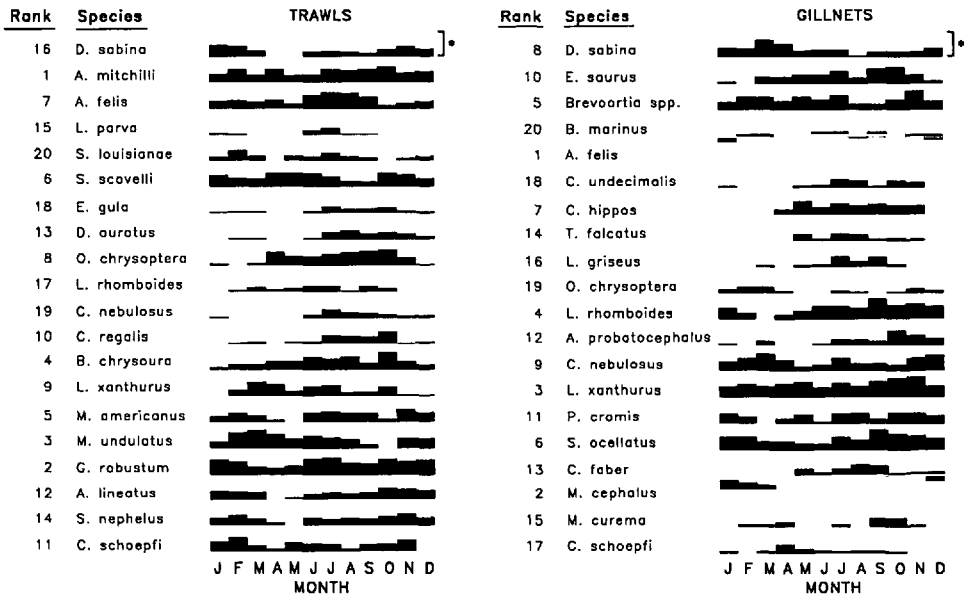 TRAWLS
Rank Species
16 D. sabina *
1 A. mitchilli
7 A. felis
15 L. parva
20 S. louisianae
6 S. scovelli
18 E. gula
13 D. auratus
8 O. chrysoptera
17 L. rhomboides
19 C. nebulosus
10 C. regalis
4 B. chrysoura
9 L. xanthurus
5 M. americanus
3 M. undulatus
2 G. robustum
12 A. lineatus
14 S. nephelus
11 C. schoepfi
J F M A M J J A S O N D
MONTH
GILLNETS
Rank Species
8 D. sabina *
10 E. saurus
5 Brevoortia spp.
20 B. marinus
1 A. felis
18 C. undecimalis
7 C. hippos
14 T. falcatus
16 L. griseus
19 O. chrysoptera
4 L. rhomboides
12 A. probatocephalus
9 C. nebulosus
3 L. xanthurus
11 P. cromis
6 S. ocellatus
13 C. faber
2 M. cephalus
15 M. curema
17 C. schoepfi
J F M A M J J A S O N D
MONTH